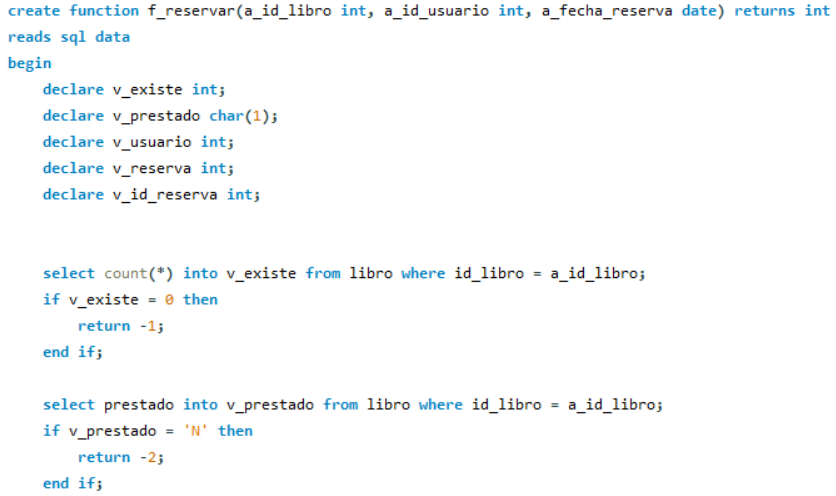 create function f_reservar(a_id_libro int, a_id_usuario int, a_fecha_reserva date) returns int
reads sql data
begin
declare v_existe int;
declare v_prestado char(1);
declare v_usuario int;
declare v_reserva int;
declare v_id_reserva int;
select count(*) into v_existe from libro where id_libro = a_id_libro;
if v_existe = 0 then
return -1;
end if;
select prestado into v_prestado from libro where id_libro = a_id_libro;
if v_prestado = 'N' then
return -2;
end if;